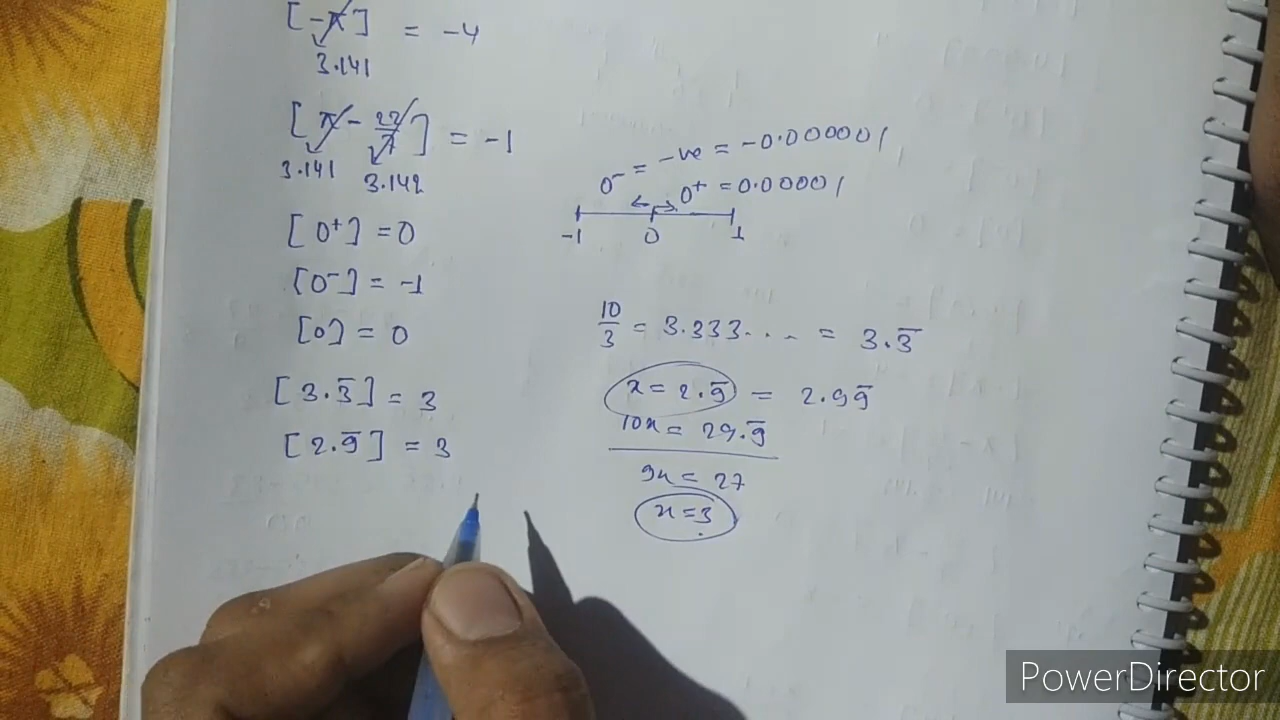 [-π] = -4
3.141
[π - 22/7] = -1
3.141 3.142
[0⁺] = 0
[0⁻] = -1
[0] = 0
[3.3̅] = 3
[2.9̅] = 3
0⁻ = -ve = -0.000001
0⁺ = 0.00001
-1 0 1
10/3 = 3.333... = 3.3̅
x = 2.9̅ = 2.99̅
10x = 29.9̅
9x = 27
x = 3
PowerDirector